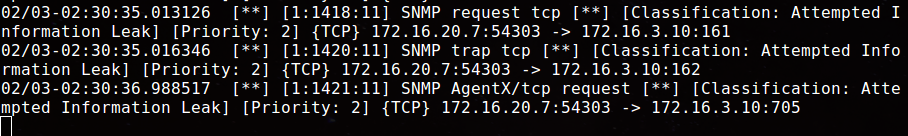 02/03-02:30:35.013126  [**] [1:1418:11] SNMP request tcp [**] [Classification: Attempted I
nformation Leak] [Priority: 2] {TCP} 172.16.20.7:54303 -> 172.16.3.10:161
02/03-02:30:35.016346  [**] [1:1420:11] SNMP trap tcp [**] [Classification: Attempted Info
rmation Leak] [Priority: 2] {TCP} 172.16.20.7:54303 -> 172.16.3.10:162
02/03-02:30:36.988517  [**] [1:1421:11] SNMP AgentX/tcp request [**] [Classification: Atte
mpted Information Leak] [Priority: 2] {TCP} 172.16.20.7:54303 -> 172.16.3.10:705